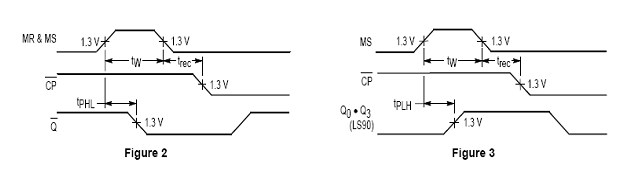 MR & MS 1.3 V 1.3 V
tW trec
CP 1.3 V
tPHL
Q 1.3 V
Figure 2
MS 1.3 V 1.3 V
tW trec
CP 1.3 V
tPLH
Q0 • Q3 1.3 V
(LS90)
Figure 3